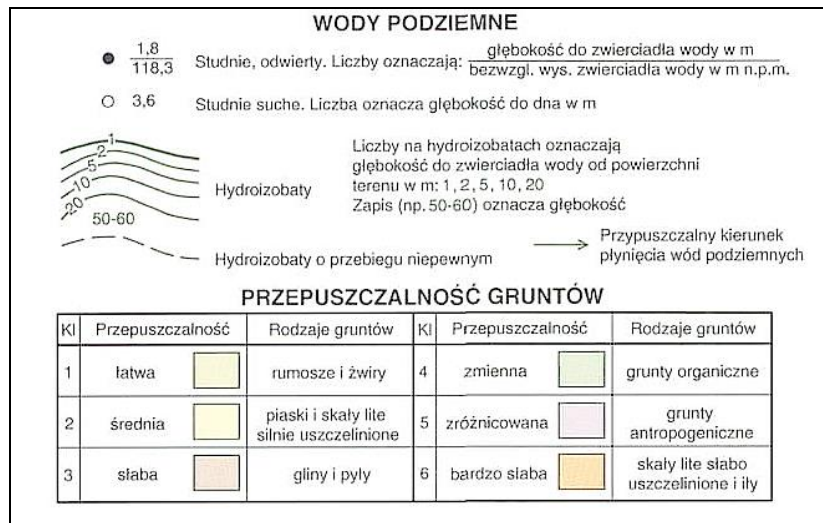 WODY PODZIEMNE
1,8
118,3
Studnie, odwierty. Liczby oznaczają:
głębokość do zwierciadła wody w m
bezwzgl. wys. zwierciadła wody w m n.p.m.
3,6 Studnie suche. Liczba oznacza głębokość do dna w m
1
2
5
10
20
50-60
Hydroizobaty
Liczby na hydroizobatach oznaczają
głębokość do zwierciadła wody od powierzchni
terenu w m: 1, 2, 5, 10, 20
Zapis (np. 50-60) oznacza głębokość
Hydroizobaty o przebiegu niepewnym
Przypuszczalny kierunek
płynięcia wód podziemnych
PRZEPUSZCZALNOŚĆ GRUNTÓW
Kl Przepuszczalność Rodzaje gruntów Kl Przepuszczalność Rodzaje gruntów
1 łatwa rumosze i żwiry 4 zmienna grunty organiczne
2 średnia piaski i skały lite
silnie uszczelinione
5 zróżnicowana grunty
antropogeniczne
3 słaba gliny i pyły 6 bardzo słaba skały lite słabo
uszczelinione i iły